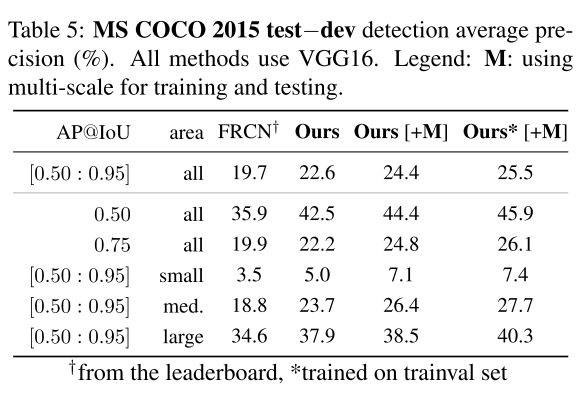 Table 5: MS COCO 2015 test−dev detection average pre-
cision (%). All methods use VGG16. Legend: M: using
multi-scale for training and testing.
AP@IoU area FRCN† Ours Ours [+M] Ours* [+M]
[0.50 : 0.95] all 19.7 22.6 24.4 25.5
0.50 all 35.9 42.5 44.4 45.9
0.75 all 19.9 22.2 24.8 26.1
[0.50 : 0.95] small 3.5 5.0 7.1 7.4
[0.50 : 0.95] med. 18.8 23.7 26.4 27.7
[0.50 : 0.95] large 34.6 37.9 38.5 40.3
†from the leaderboard, *trained on trainval set